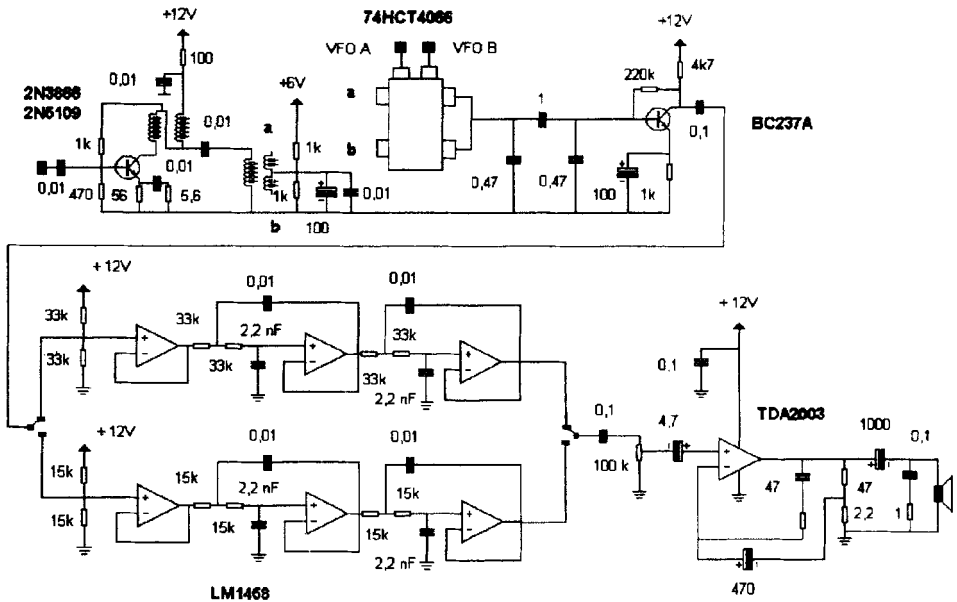 +12V
74HCT4066
+12V
100
VFO A
VFO B
4k7
0,01
220k
2N3866
2N5109
+6V
a
1
0,01
a
0,1
BC237A
1k
0,01
1k
b
0,01
470
56
5,6
1k
0,01
0,47
0,47
100
1k
b
100
+ 12V
0,01
0,01
+ 12V
33k
33k
2,2 nF
33k
33k
33k
33k
2,2 nF
0,1
0,1
TDA2003
+ 12V
0,01
0,01
4,7
1000
0,1
15k
15k
2,2 nF
15k
100 k
47
47
15k
15k
15k
2,2
1
2,2 nF
470
LM1458